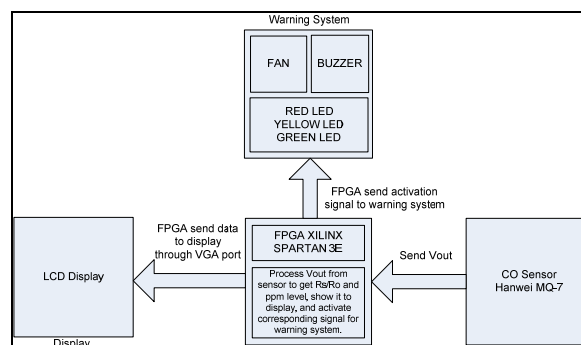 Warning System
FAN
BUZZER
RED LED
YELLOW LED
GREEN LED
FPGA send activation
signal to warning system
FPGA send data
to display
through VGA port
FPGA XILINX
SPARTAN 3E
Send Vout
LCD Display
Process Vout from
sensor to get Rs/Ro and
ppm level, show it to
display, and activate
corresponding signal for
warning system.
CO Sensor
Hanwei MQ-7
Display